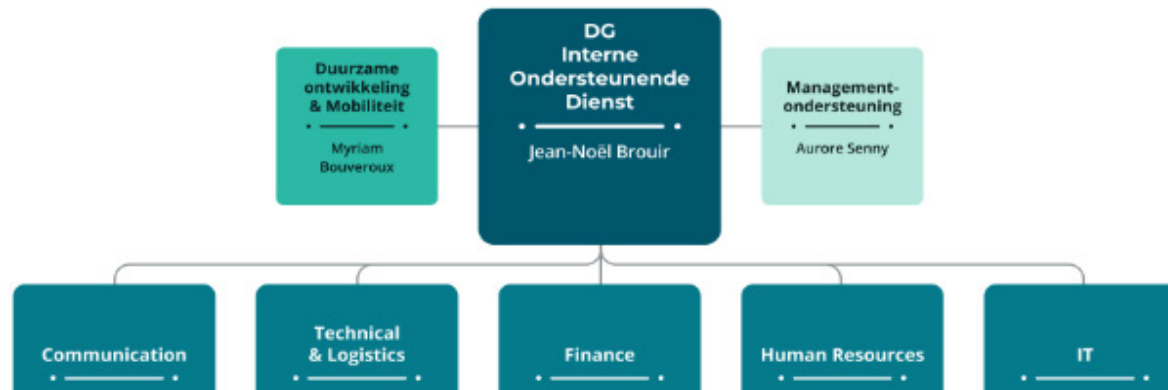 DG
Interne
Ondersteunende
Dienst
Jean-Noël Brouir
Duurzame
ontwikkeling
& Mobiliteit
Myriam
Bouveroux
Management-
ondersteuning
Aurore Senny
Communication
Technical
& Logistics
Finance
Human Resources
IT